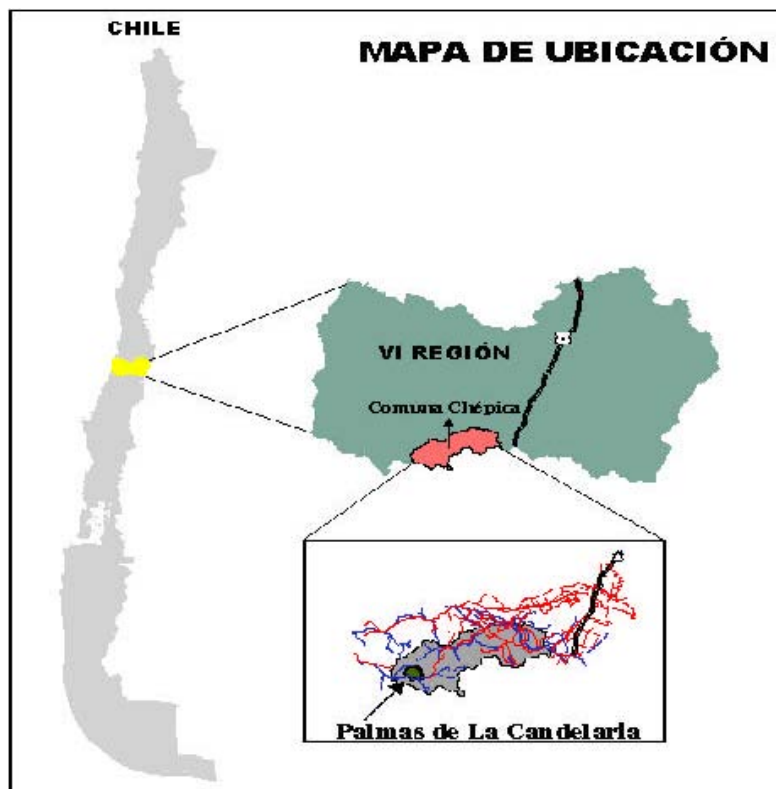 CHILE
MAPA DE UBICACIÓN
VI REGIÓN
Comuna Chépica
Palmas de La Candelaria